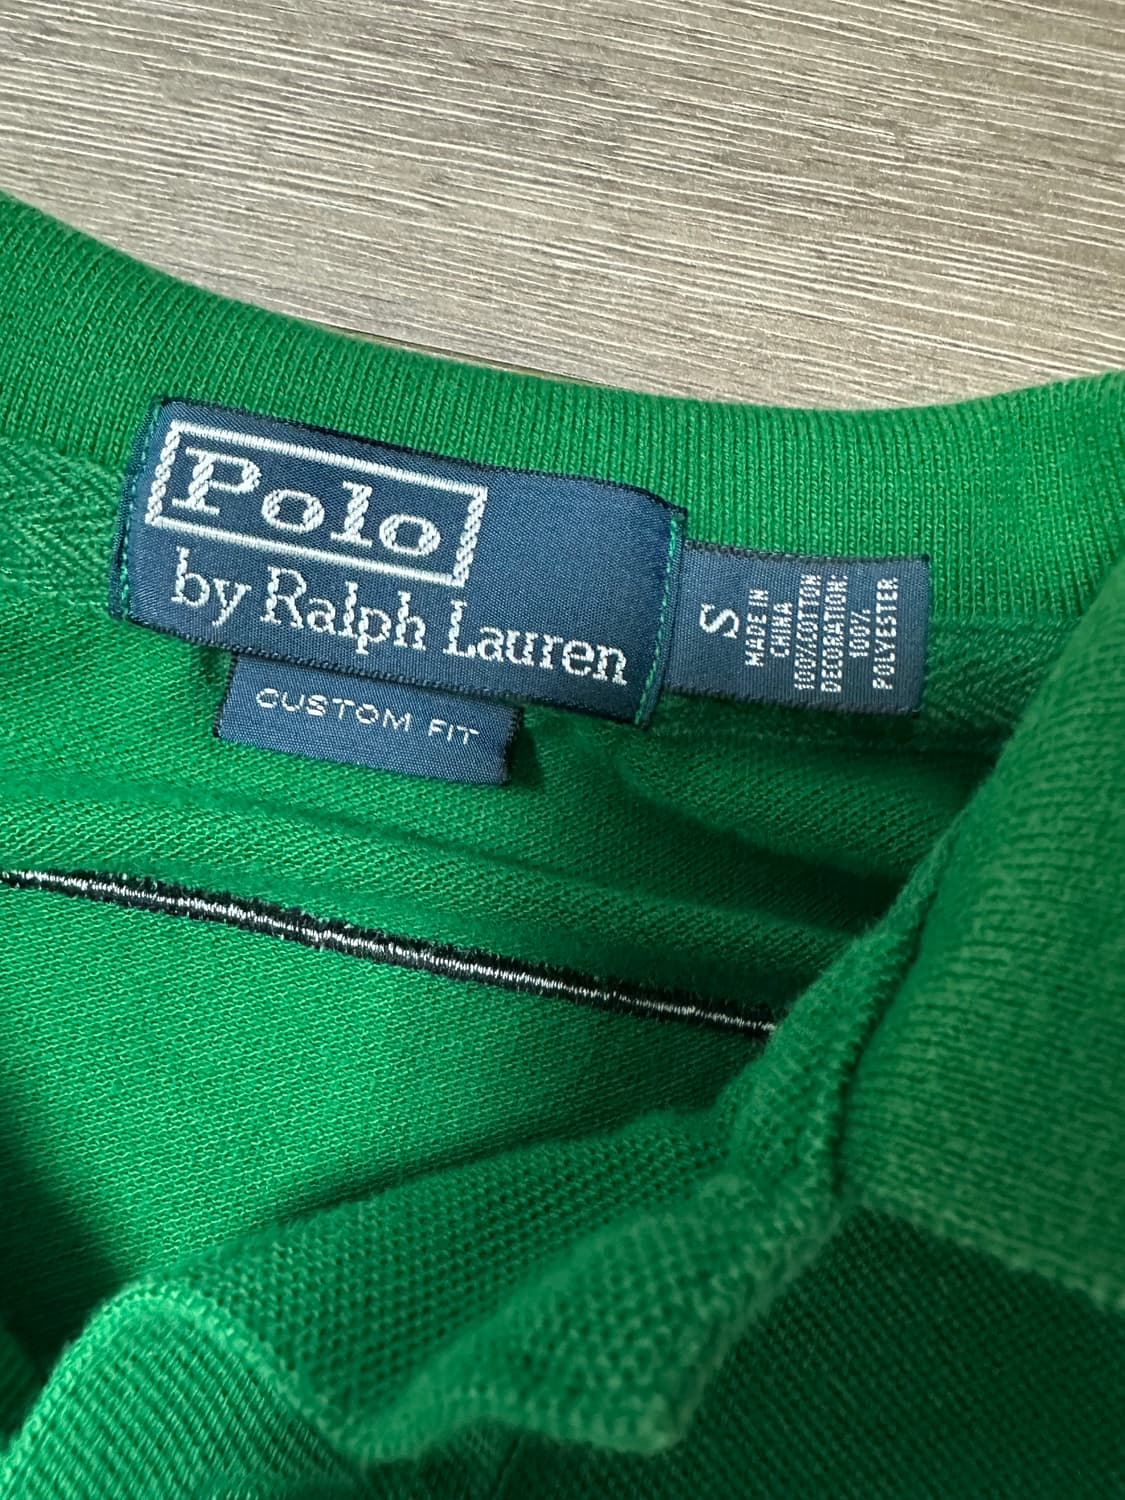 Polo
by Ralph Lauren
CUSTOM FIT
S
MADE IN
CHINA
100% COTTON
DECORATION:
100%
POLYESTER